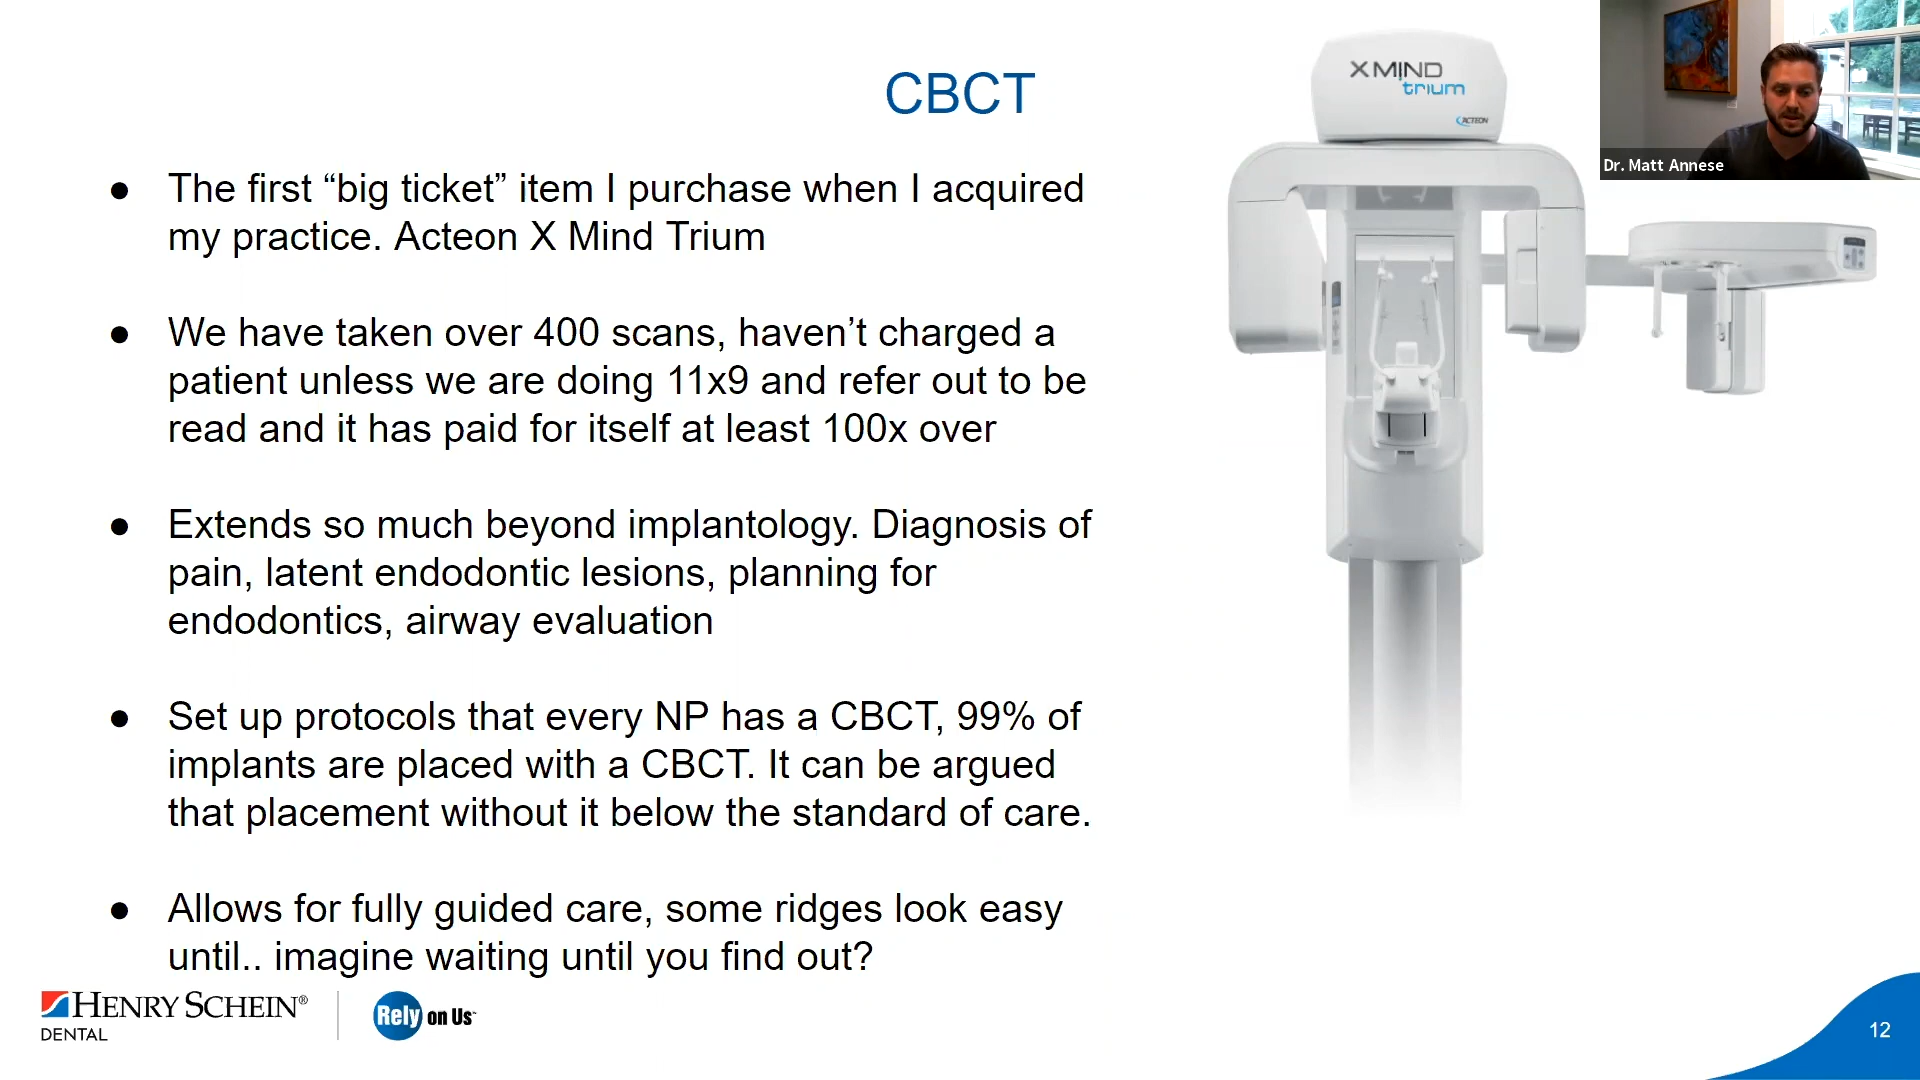 CBCT
X MIND
trium
ACTEON
Dr. Matt Annese
● The first “big ticket” item I purchase when I acquired
my practice. Acteon X Mind Trium
● We have taken over 400 scans, haven’t charged a
patient unless we are doing 11x9 and refer out to be
read and it has paid for itself at least 100x over
● Extends so much beyond implantology. Diagnosis of
pain, latent endodontic lesions, planning for
endodontics, airway evaluation
● Set up protocols that every NP has a CBCT, 99% of
implants are placed with a CBCT. It can be argued
that placement without it below the standard of care.
● Allows for fully guided care, some ridges look easy
until.. imagine waiting until you find out?
HENRY SCHEIN®
DENTAL
Rely on Us™
12